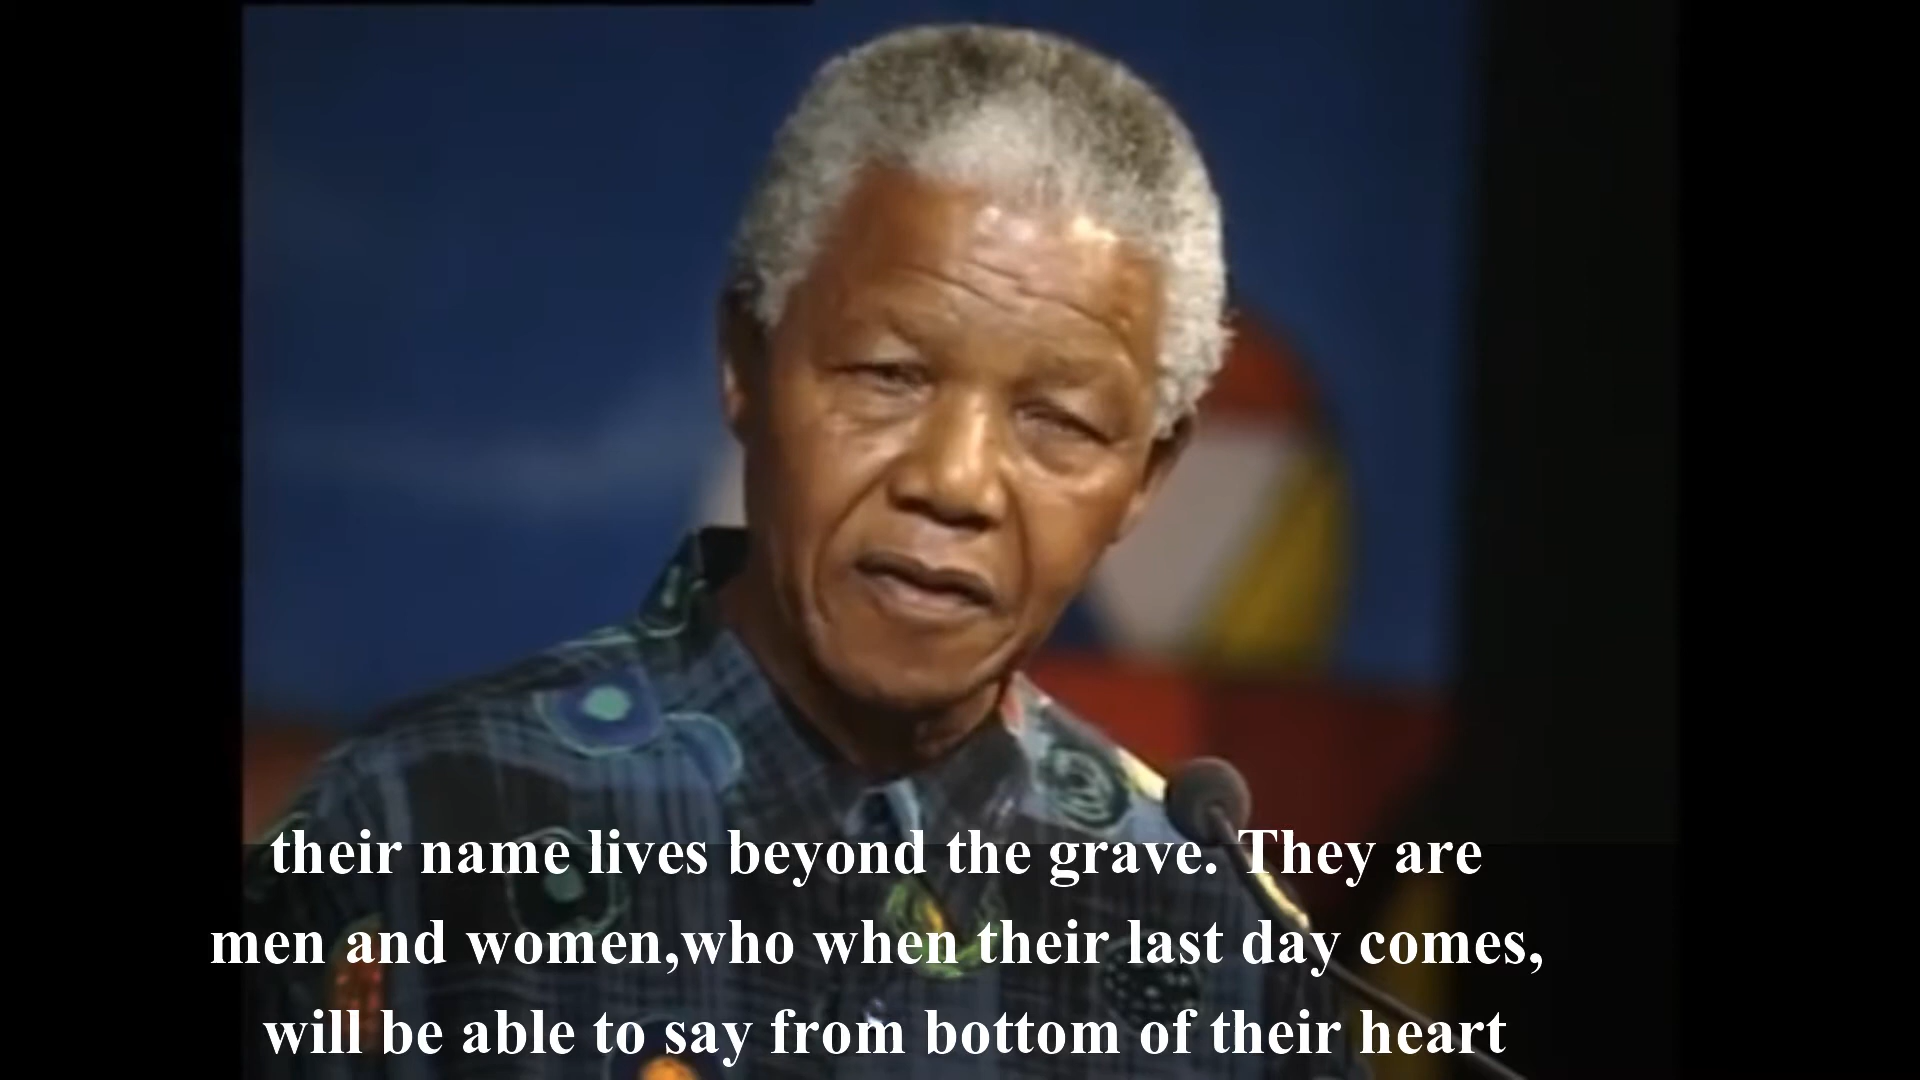 their name lives beyond the grave. They are
men and women,who when their last day comes,
will be able to say from bottom of their heart